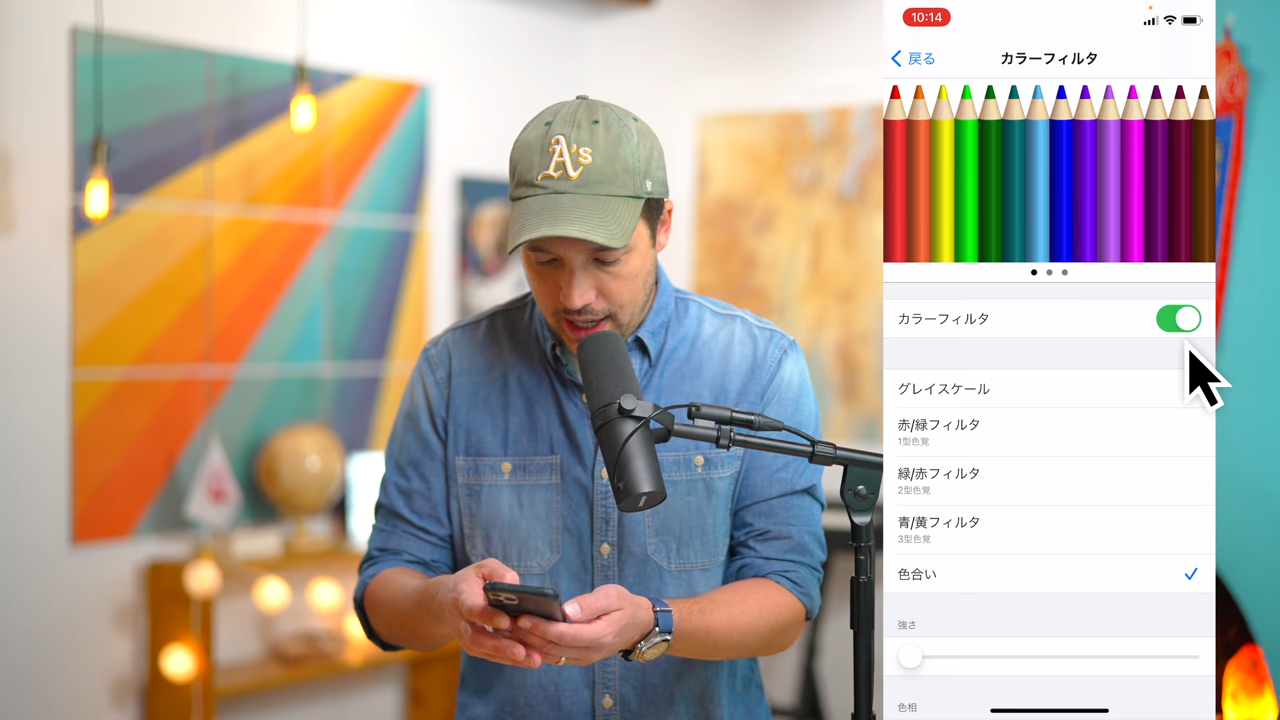 A's
10:14
戻る
カラーフィルタ
カラーフィルタ
グレイスケール
赤/緑フィルタ
1型色覚
緑/赤フィルタ
2型色覚
青/黄フィルタ
3型色覚
色合い
強さ
色相